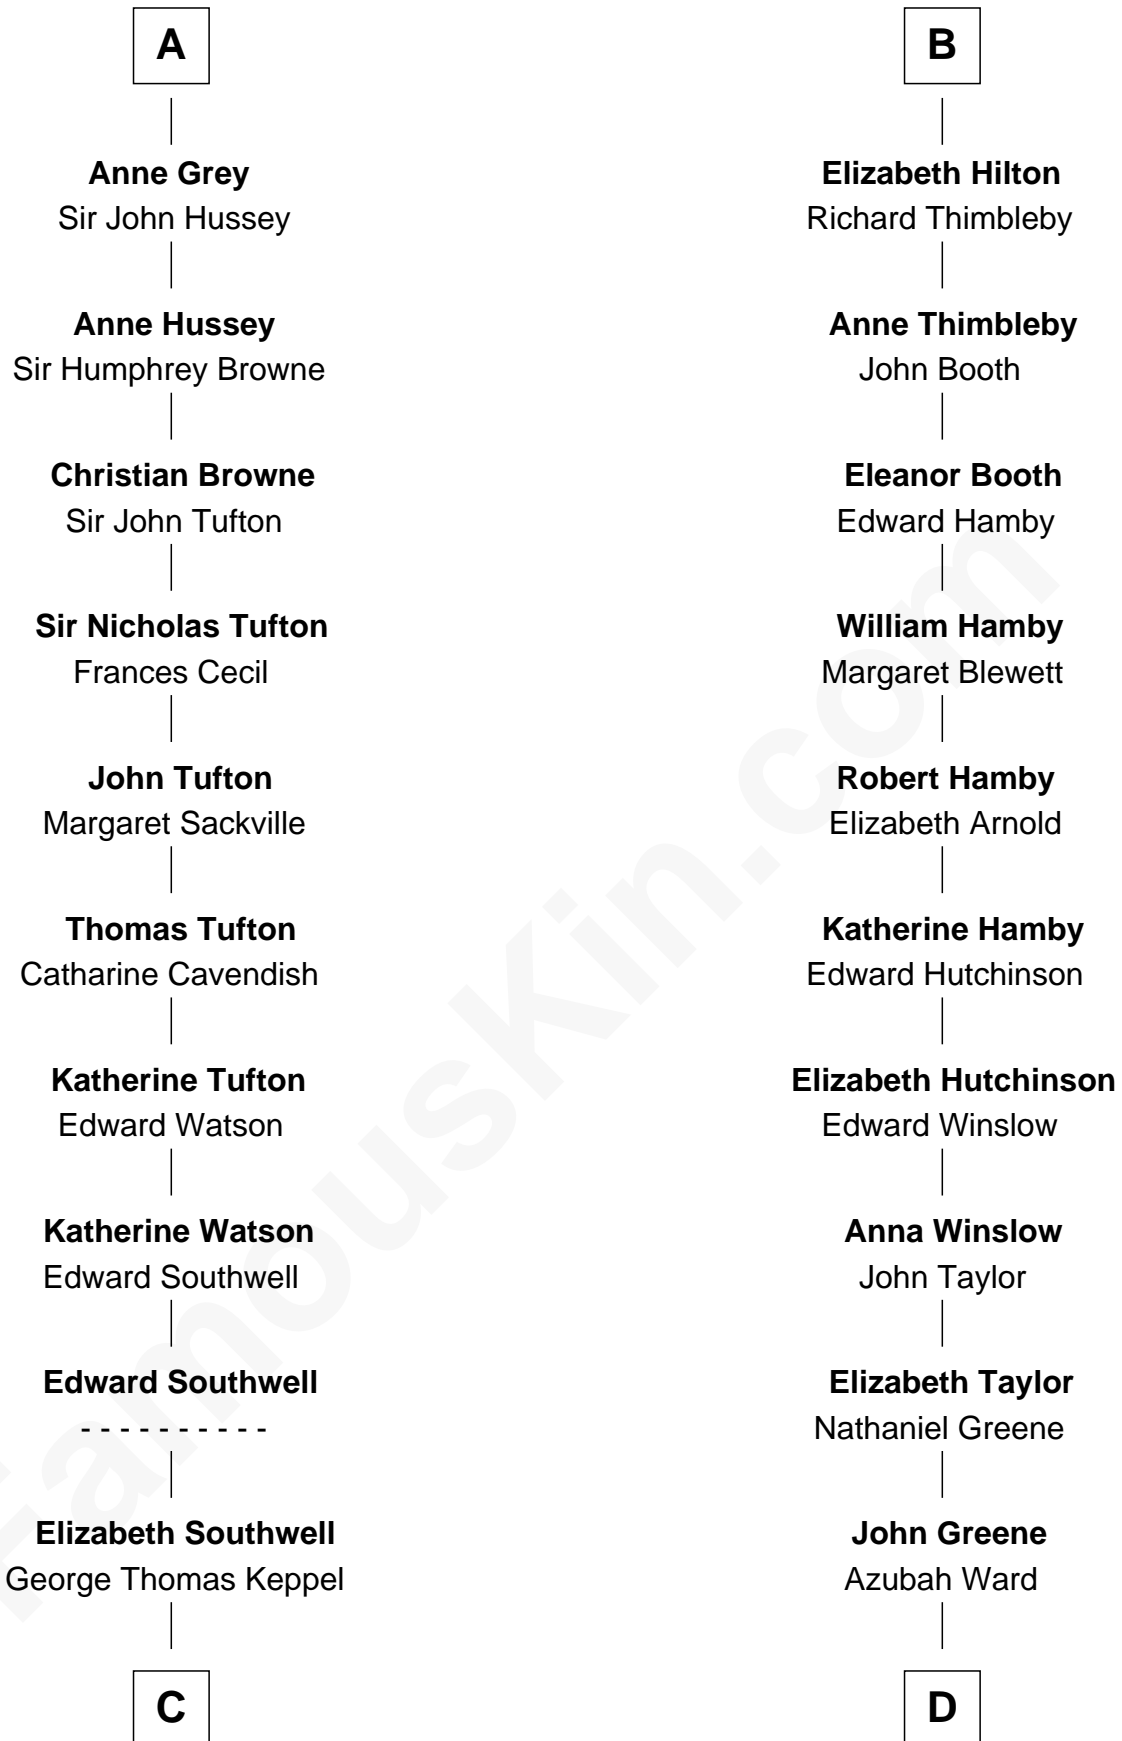 A
Anne Grey
Sir John Hussey
Anne Hussey
Sir Humphrey Browne
Christian Browne
Sir John Tufton
Sir Nicholas Tufton
Frances Cecil
John Tufton
Margaret Sackville
Thomas Tufton
Catharine Cavendish
Katherine Tufton
Edward Watson
Katherine Watson
Edward Southwell
Edward Southwell
- - - - - - - - - -
Elizabeth Southwell
George Thomas Keppel
C
B
Elizabeth Hilton
Richard Thimbleby
Anne Thimbleby
John Booth
Eleanor Booth
Edward Hamby
William Hamby
Margaret Blewett
Robert Hamby
Elizabeth Arnold
Katherine Hamby
Edward Hutchinson
Elizabeth Hutchinson
Edward Winslow
Anna Winslow
John Taylor
Elizabeth Taylor
Nathaniel Greene
John Greene
Azubah Ward
D
FamousKin.com